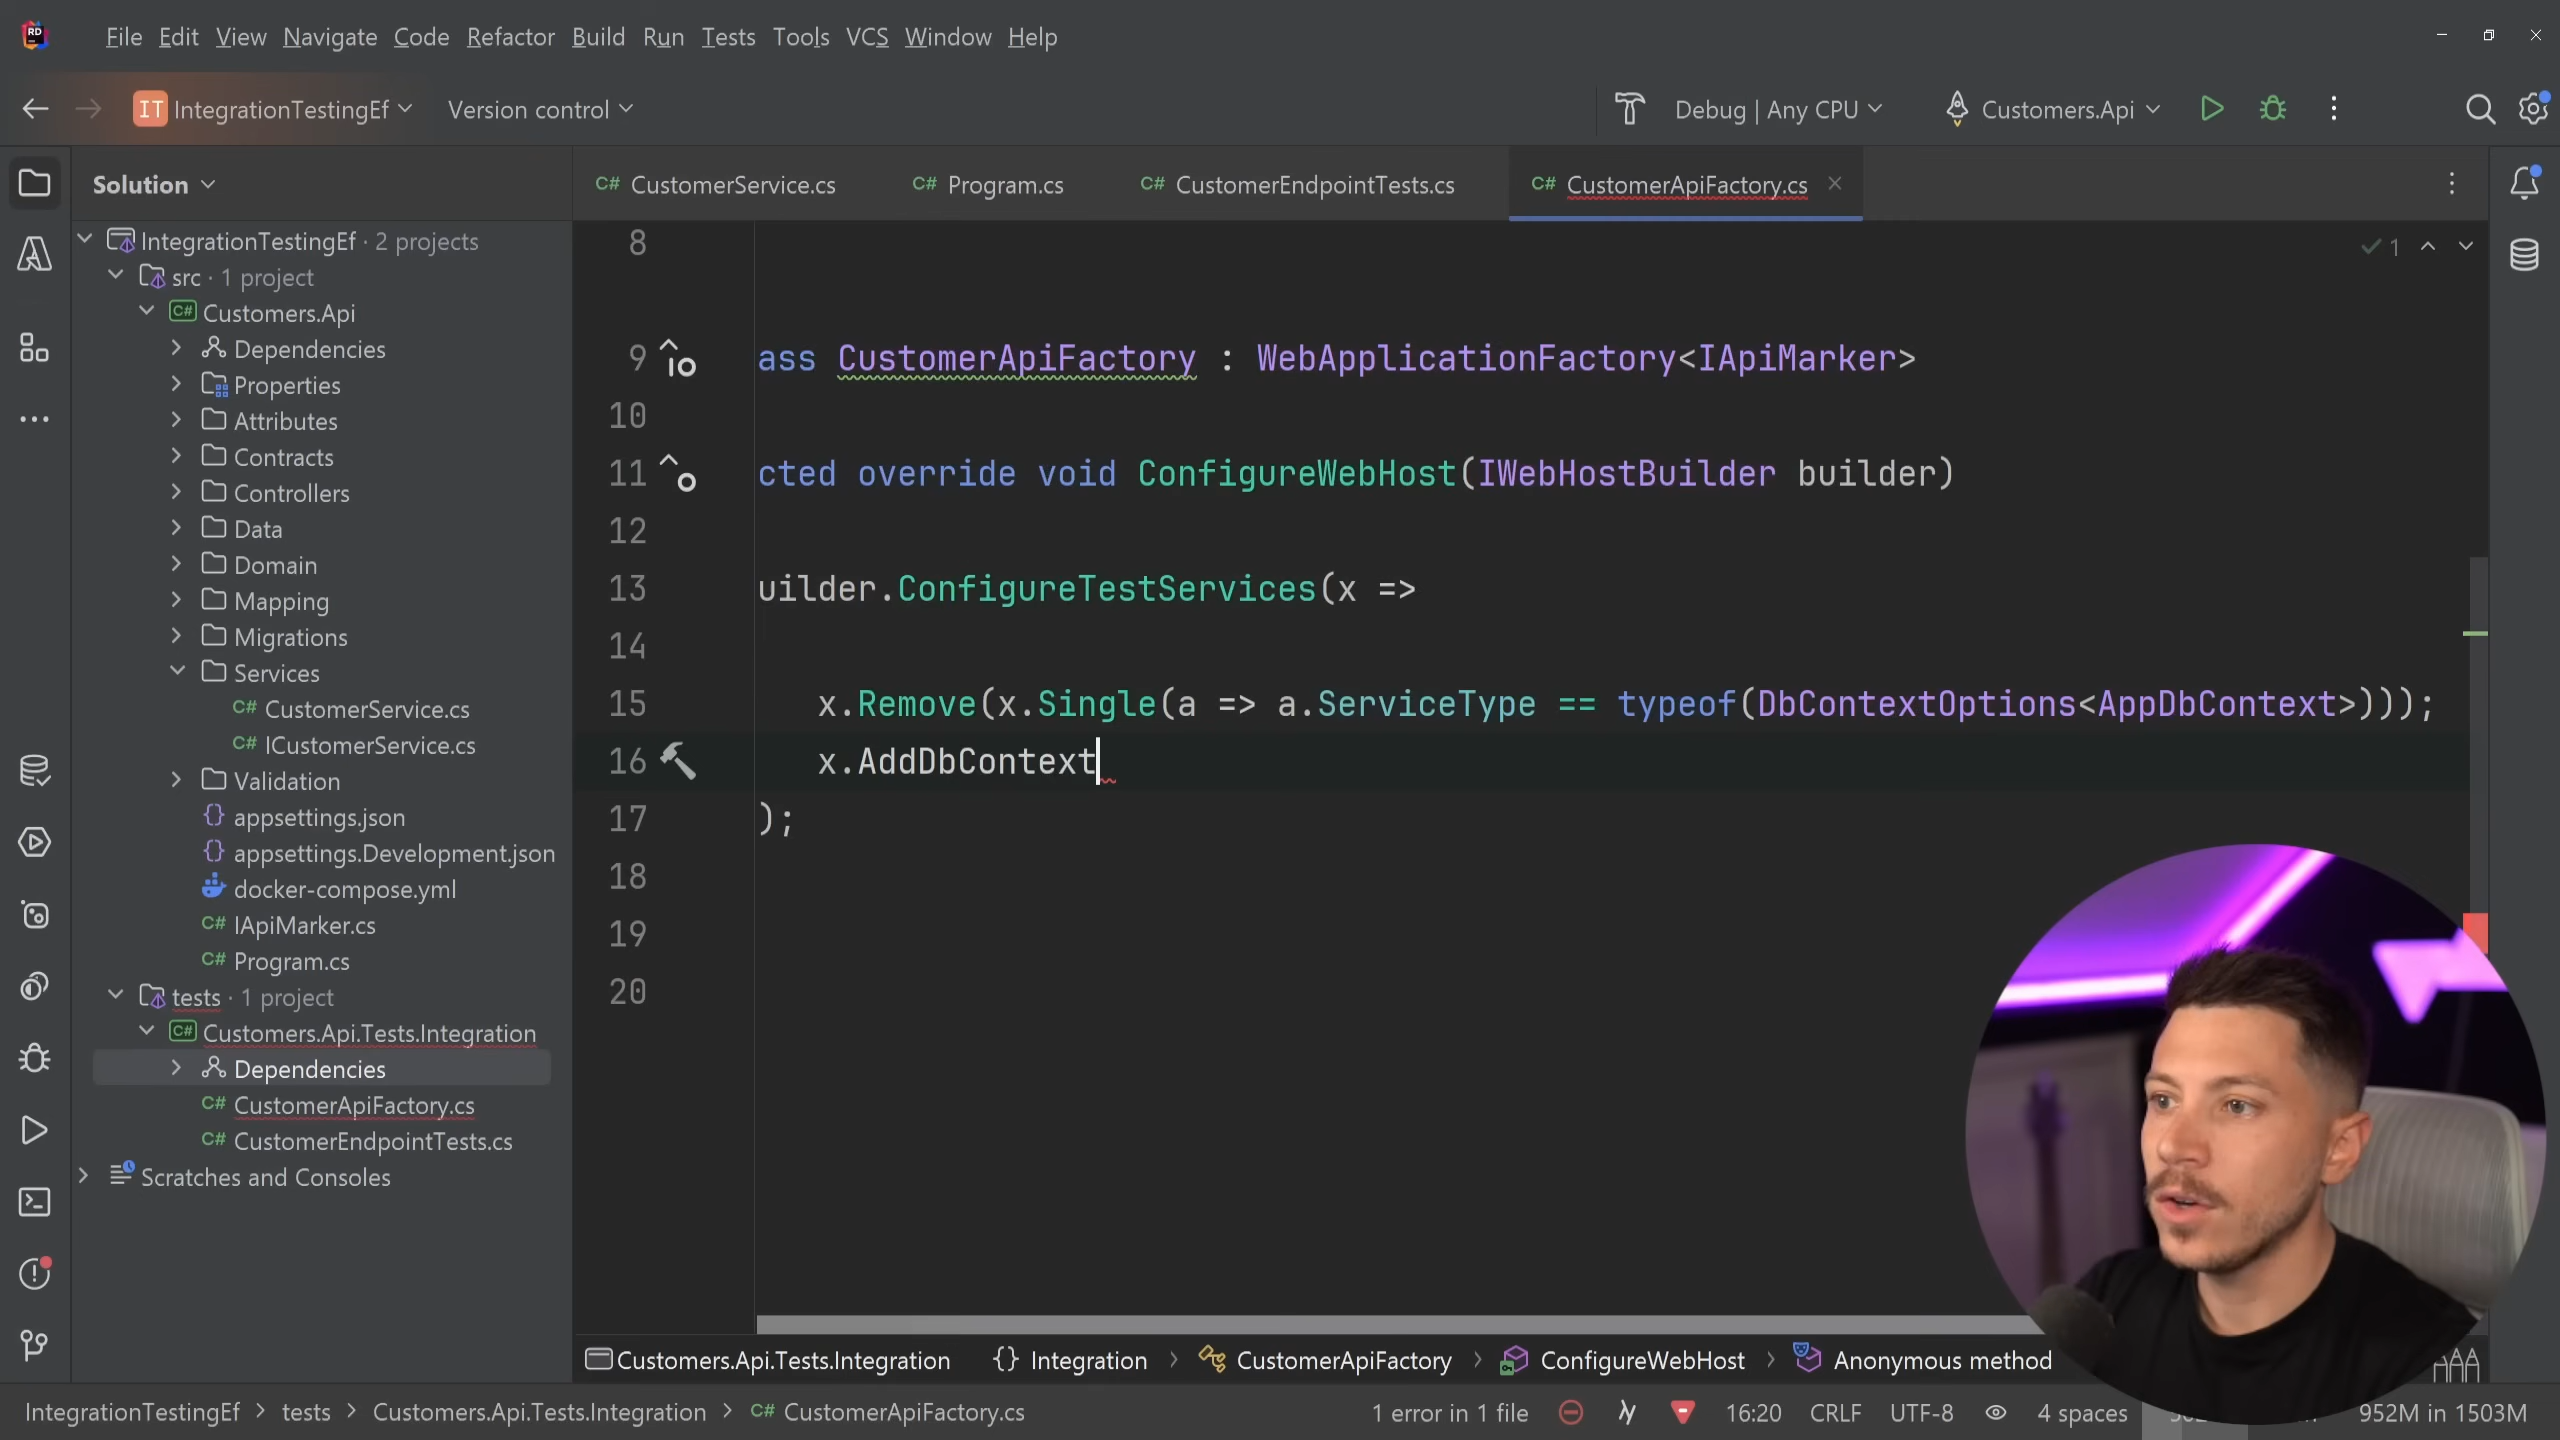 RD File Edit View Navigate Code Refactor Build Run Tests Tools VCS Window Help
IT IntegrationTestingEf Version control Debug | Any CPU Customers.Api
Solution
C# CustomerService.cs C# Program.cs C# CustomerEndpointTests.cs C# CustomerApiFactory.cs
IntegrationTestingEf · 2 projects
src · 1 project
C# Customers.Api
Dependencies
Properties
Attributes
Contracts
Controllers
Data
Domain
Mapping
Migrations
Services
C# CustomerService.cs
C# ICustomerService.cs
Validation
{} appsettings.json
{} appsettings.Development.json
docker-compose.yml
C# IApiMarker.cs
C# Program.cs
tests · 1 project
C# Customers.Api.Tests.Integration
Dependencies
C# CustomerApiFactory.cs
C# CustomerEndpointTests.cs
Scratches and Consoles
1
8
9 ass CustomerApiFactory : WebApplicationFactory<IApiMarker>
10
11 cted override void ConfigureWebHost(IWebHostBuilder builder)
12
13 uilder.ConfigureTestServices(x =>
14
15 x.Remove(x.Single(a => a.ServiceType == typeof(DbContextOptions<AppDbContext>)));
16 x.AddDbContext
17 );
18
19
20
Customers.Api.Tests.Integration {} Integration CustomerApiFactory ConfigureWebHost Anonymous method
IntegrationTestingEf tests Customers.Api.Tests.Integration C# CustomerApiFactory.cs 1 error in 1 file 16:20 CRLF UTF-8 4 spaces 952M in 1503M